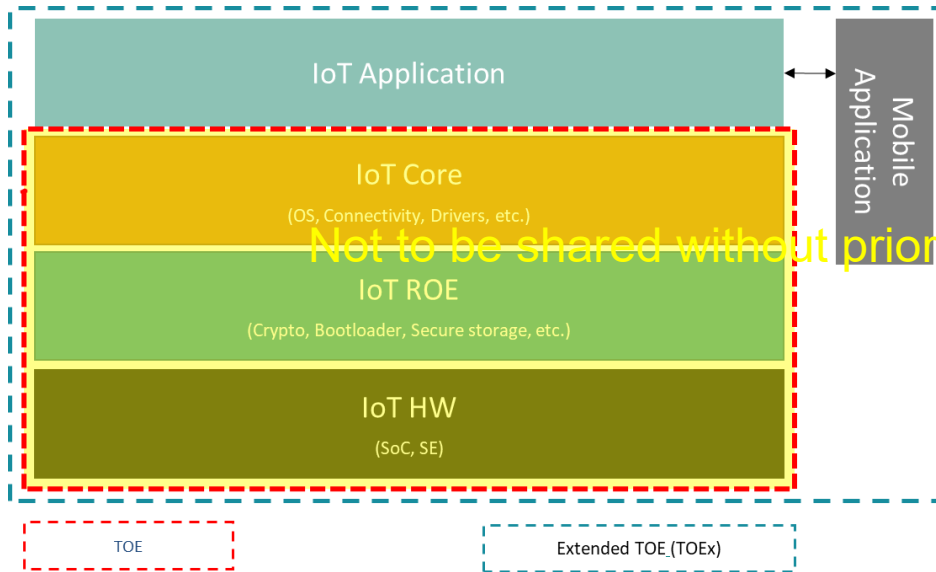 IoT Application
Mobile
Application
IoT Core
(OS, Connectivity, Drivers, etc.)
Not to be shared without prior
IoT ROE
(Crypto, Bootloader, Secure storage, etc.)
IoT HW
(SoC, SE)
TOE
Extended TOE (TOEx)